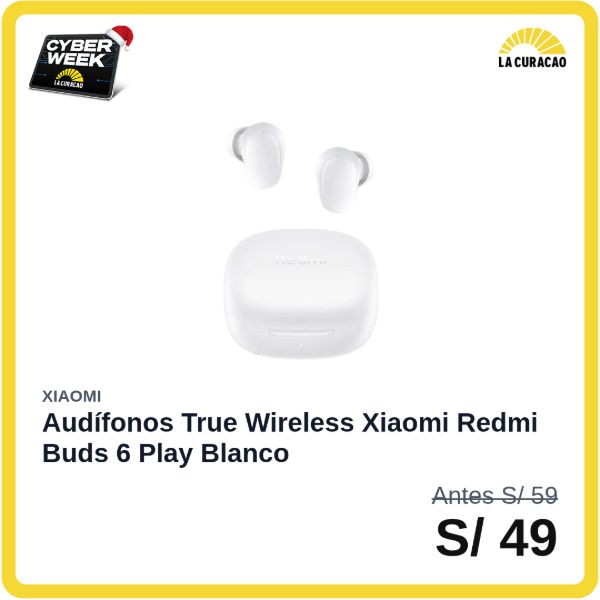 CYBER
WEEK
LA CURACAO
LA CURACAO
Redmi
XIAOMI
Audífonos True Wireless Xiaomi Redmi
Buds 6 Play Blanco
Antes S/ 59
S/ 49